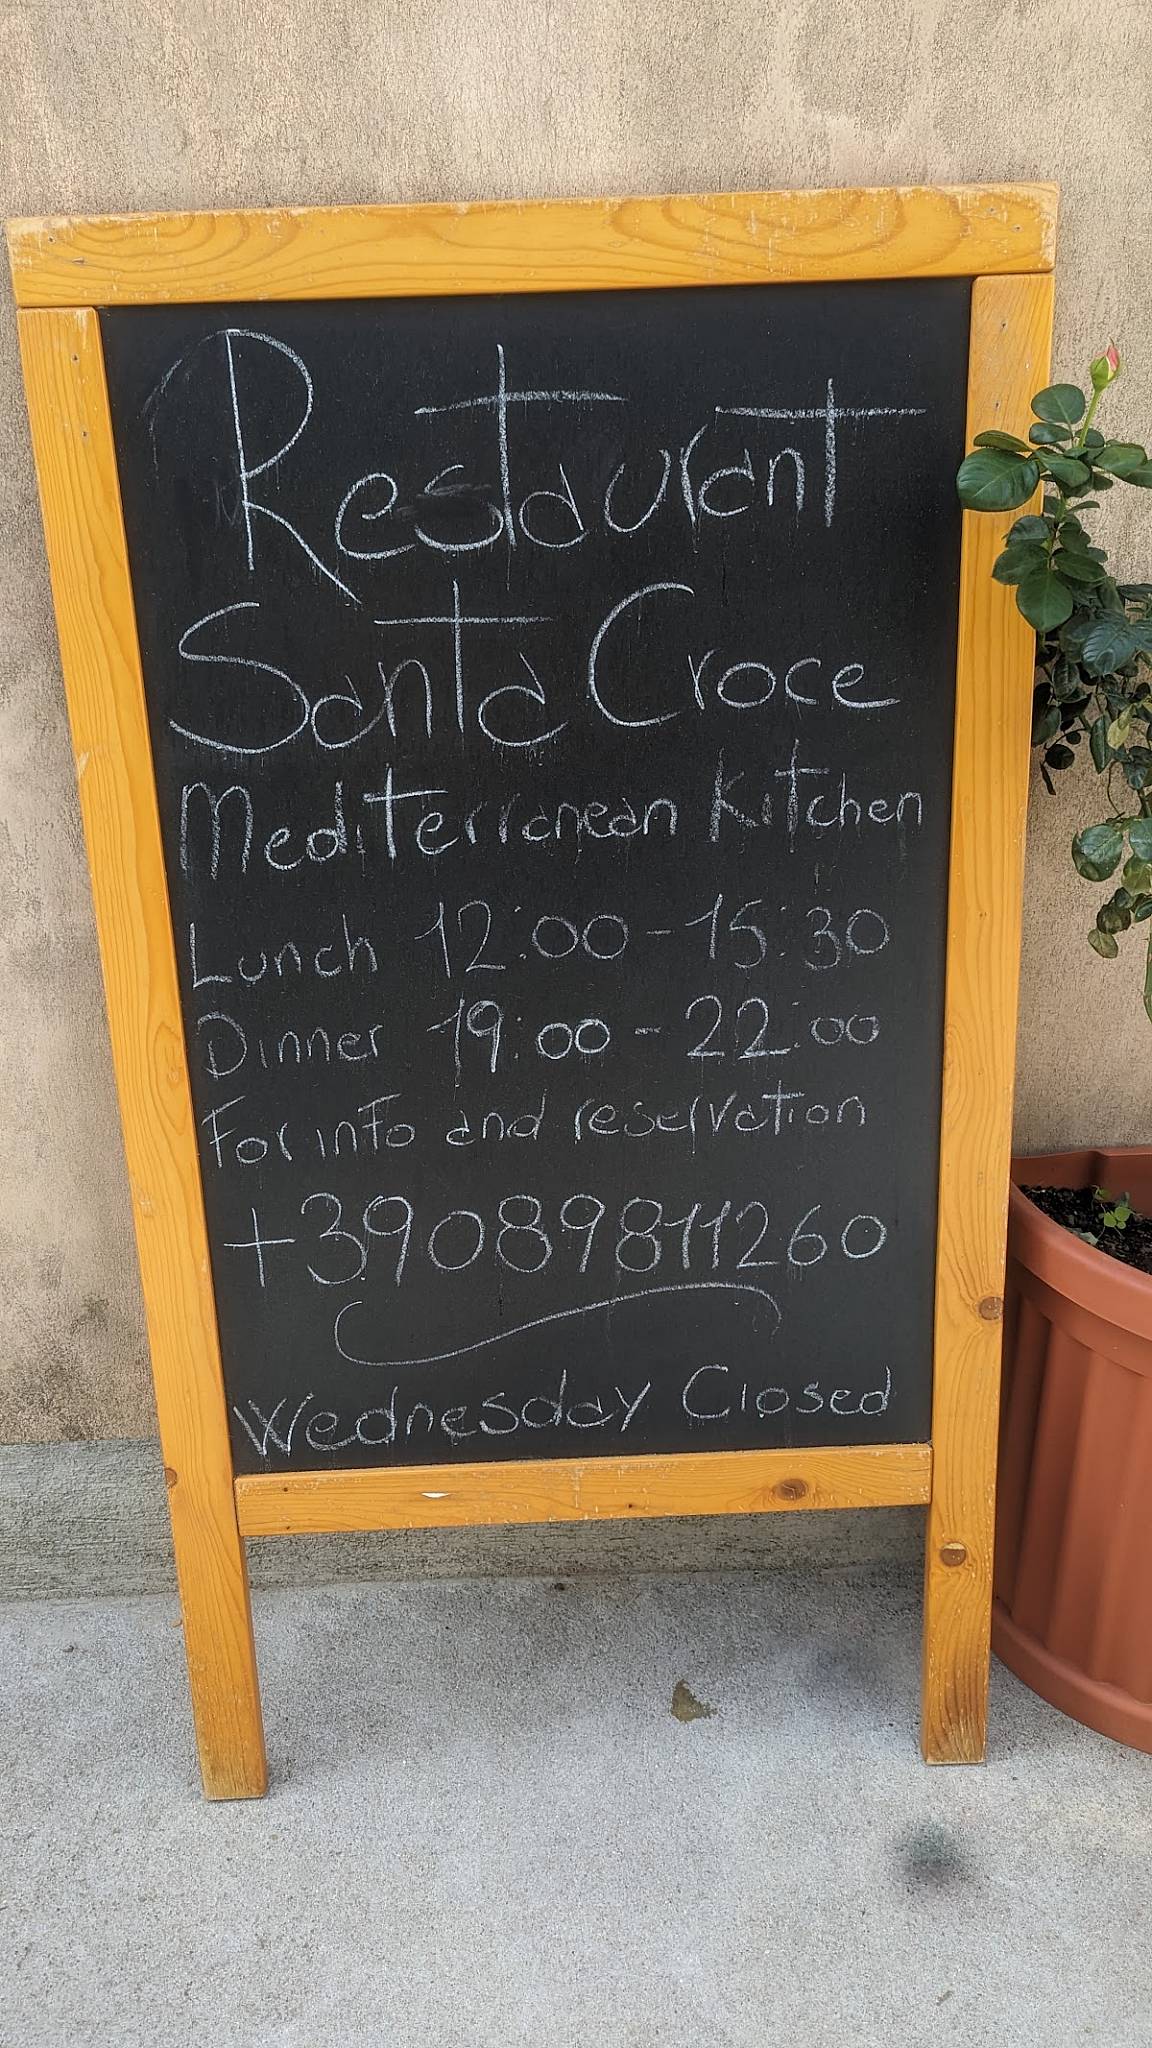 Restaurant
Santa Croce
Mediterranean Kitchen
Lunch 12:00 - 15:30
Dinner 19:00 - 22:00
For info and reservation
+39089811260
Wednesday Closed